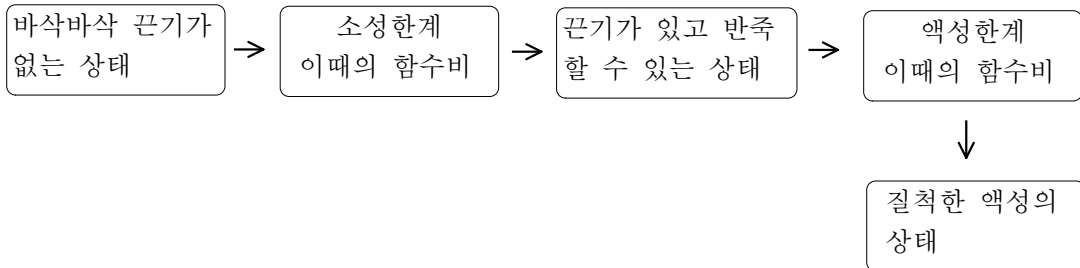 바삭바삭 끈기가
없는 상태
소성한계
이때의 함수비
끈기가 있고 반죽
할 수 있는 상태
액성한계
이때의 함수비
질척한 액성의
상태